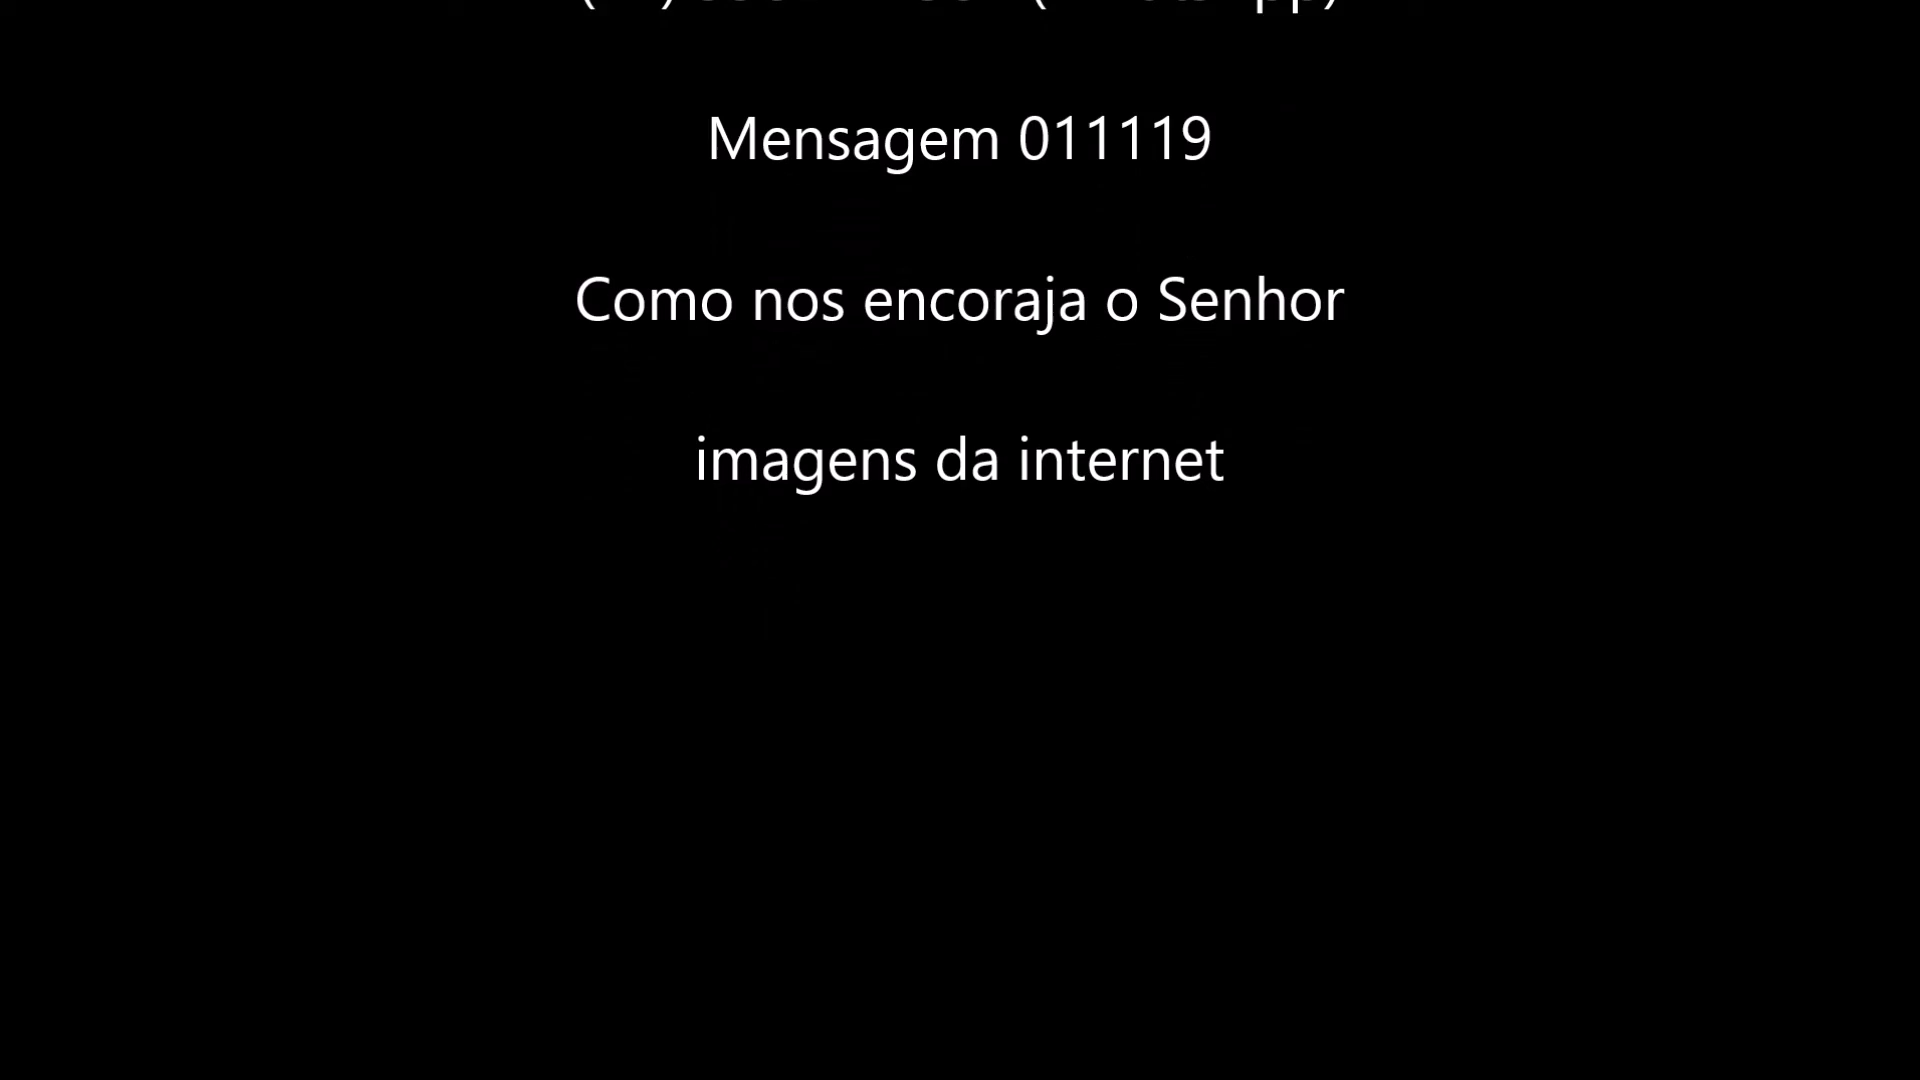 Mensagem 011119
Como nos encoraja o Senhor
imagens da internet